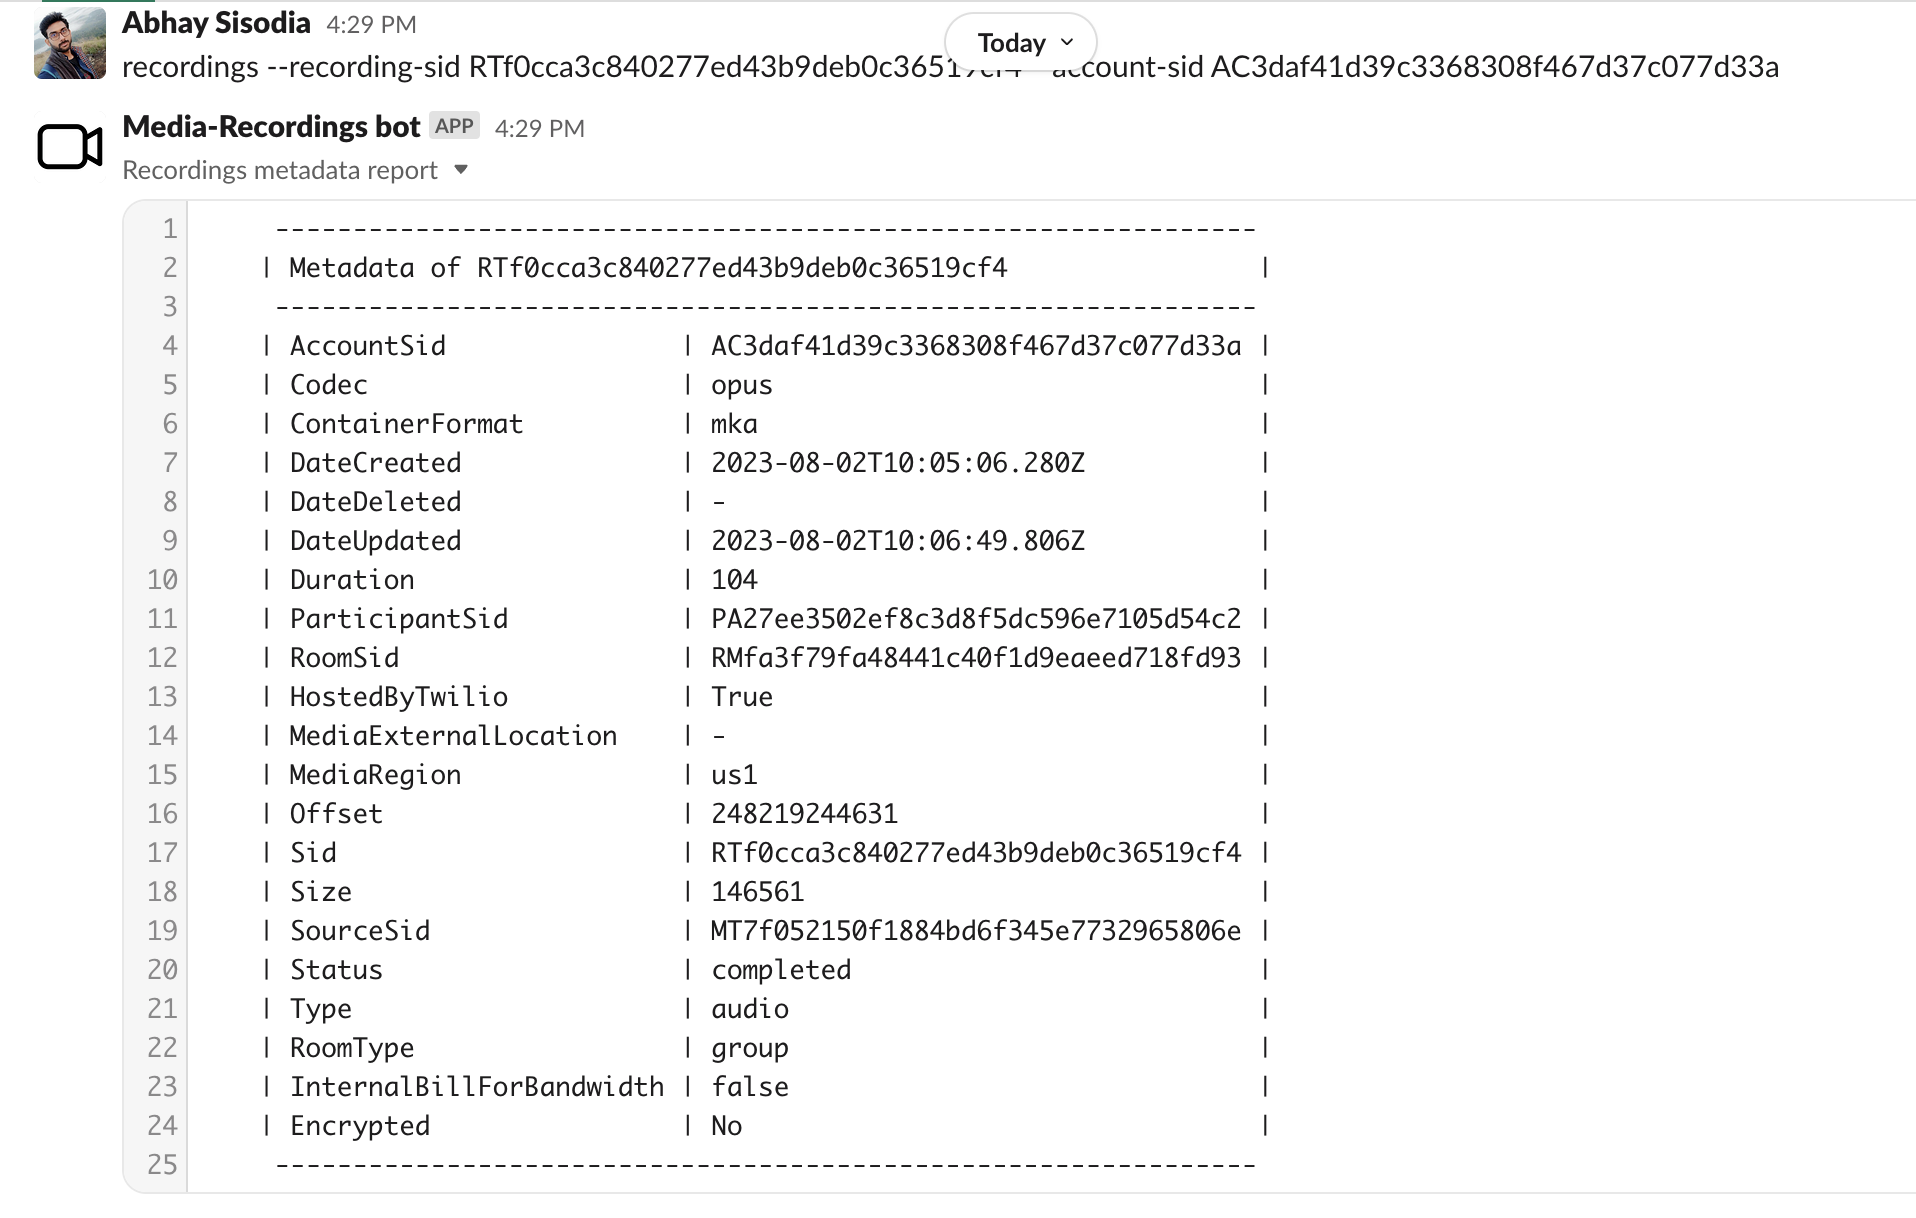 Abhay Sisodia 4:29 PM
Today
recordings --recording-sid RTf0cca3c840277ed43b9deb0c36519cf4 account-sid AC3daf41d39c3368308f467d37c077d33a
Media-Recordings bot APP 4:29 PM
Recordings metadata report
1 ---------------------------------------------------------------
2 | Metadata of RTf0cca3c840277ed43b9deb0c36519cf4 |
3 ---------------------------------------------------------------
4 | AccountSid | AC3daf41d39c3368308f467d37c077d33a |
5 | Codec | opus |
6 | ContainerFormat | mka |
7 | DateCreated | 2023-08-02T10:05:06.280Z |
8 | DateDeleted | - |
9 | DateUpdated | 2023-08-02T10:06:49.806Z |
10 | Duration | 104 |
11 | ParticipantSid | PA27ee3502ef8c3d8f5dc596e7105d54c2 |
12 | RoomSid | RMfa3f79fa48441c40f1d9eaeed718fd93 |
13 | HostedByTwilio | True |
14 | MediaExternalLocation | - |
15 | MediaRegion | us1 |
16 | Offset | 248219244631 |
17 | Sid | RTf0cca3c840277ed43b9deb0c36519cf4 |
18 | Size | 146561 |
19 | SourceSid | MT7f052150f1884bd6f345e7732965806e |
20 | Status | completed |
21 | Type | audio |
22 | RoomType | group |
23 | InternalBillForBandwidth | false |
24 | Encrypted | No |
25 ---------------------------------------------------------------